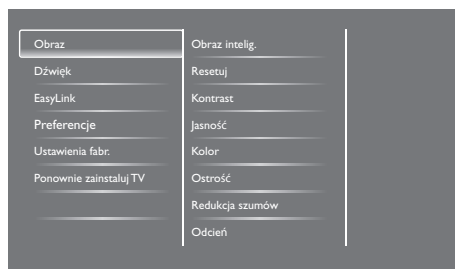 Obraz
Dźwięk
EasyLink
Preferencje
Ustawienia fabr.
Ponownie zainstaluj TV
Obraz intelig.
Resetuj
Kontrast
Jasność
Kolor
Ostrość
Redukcja szumów
Odcień